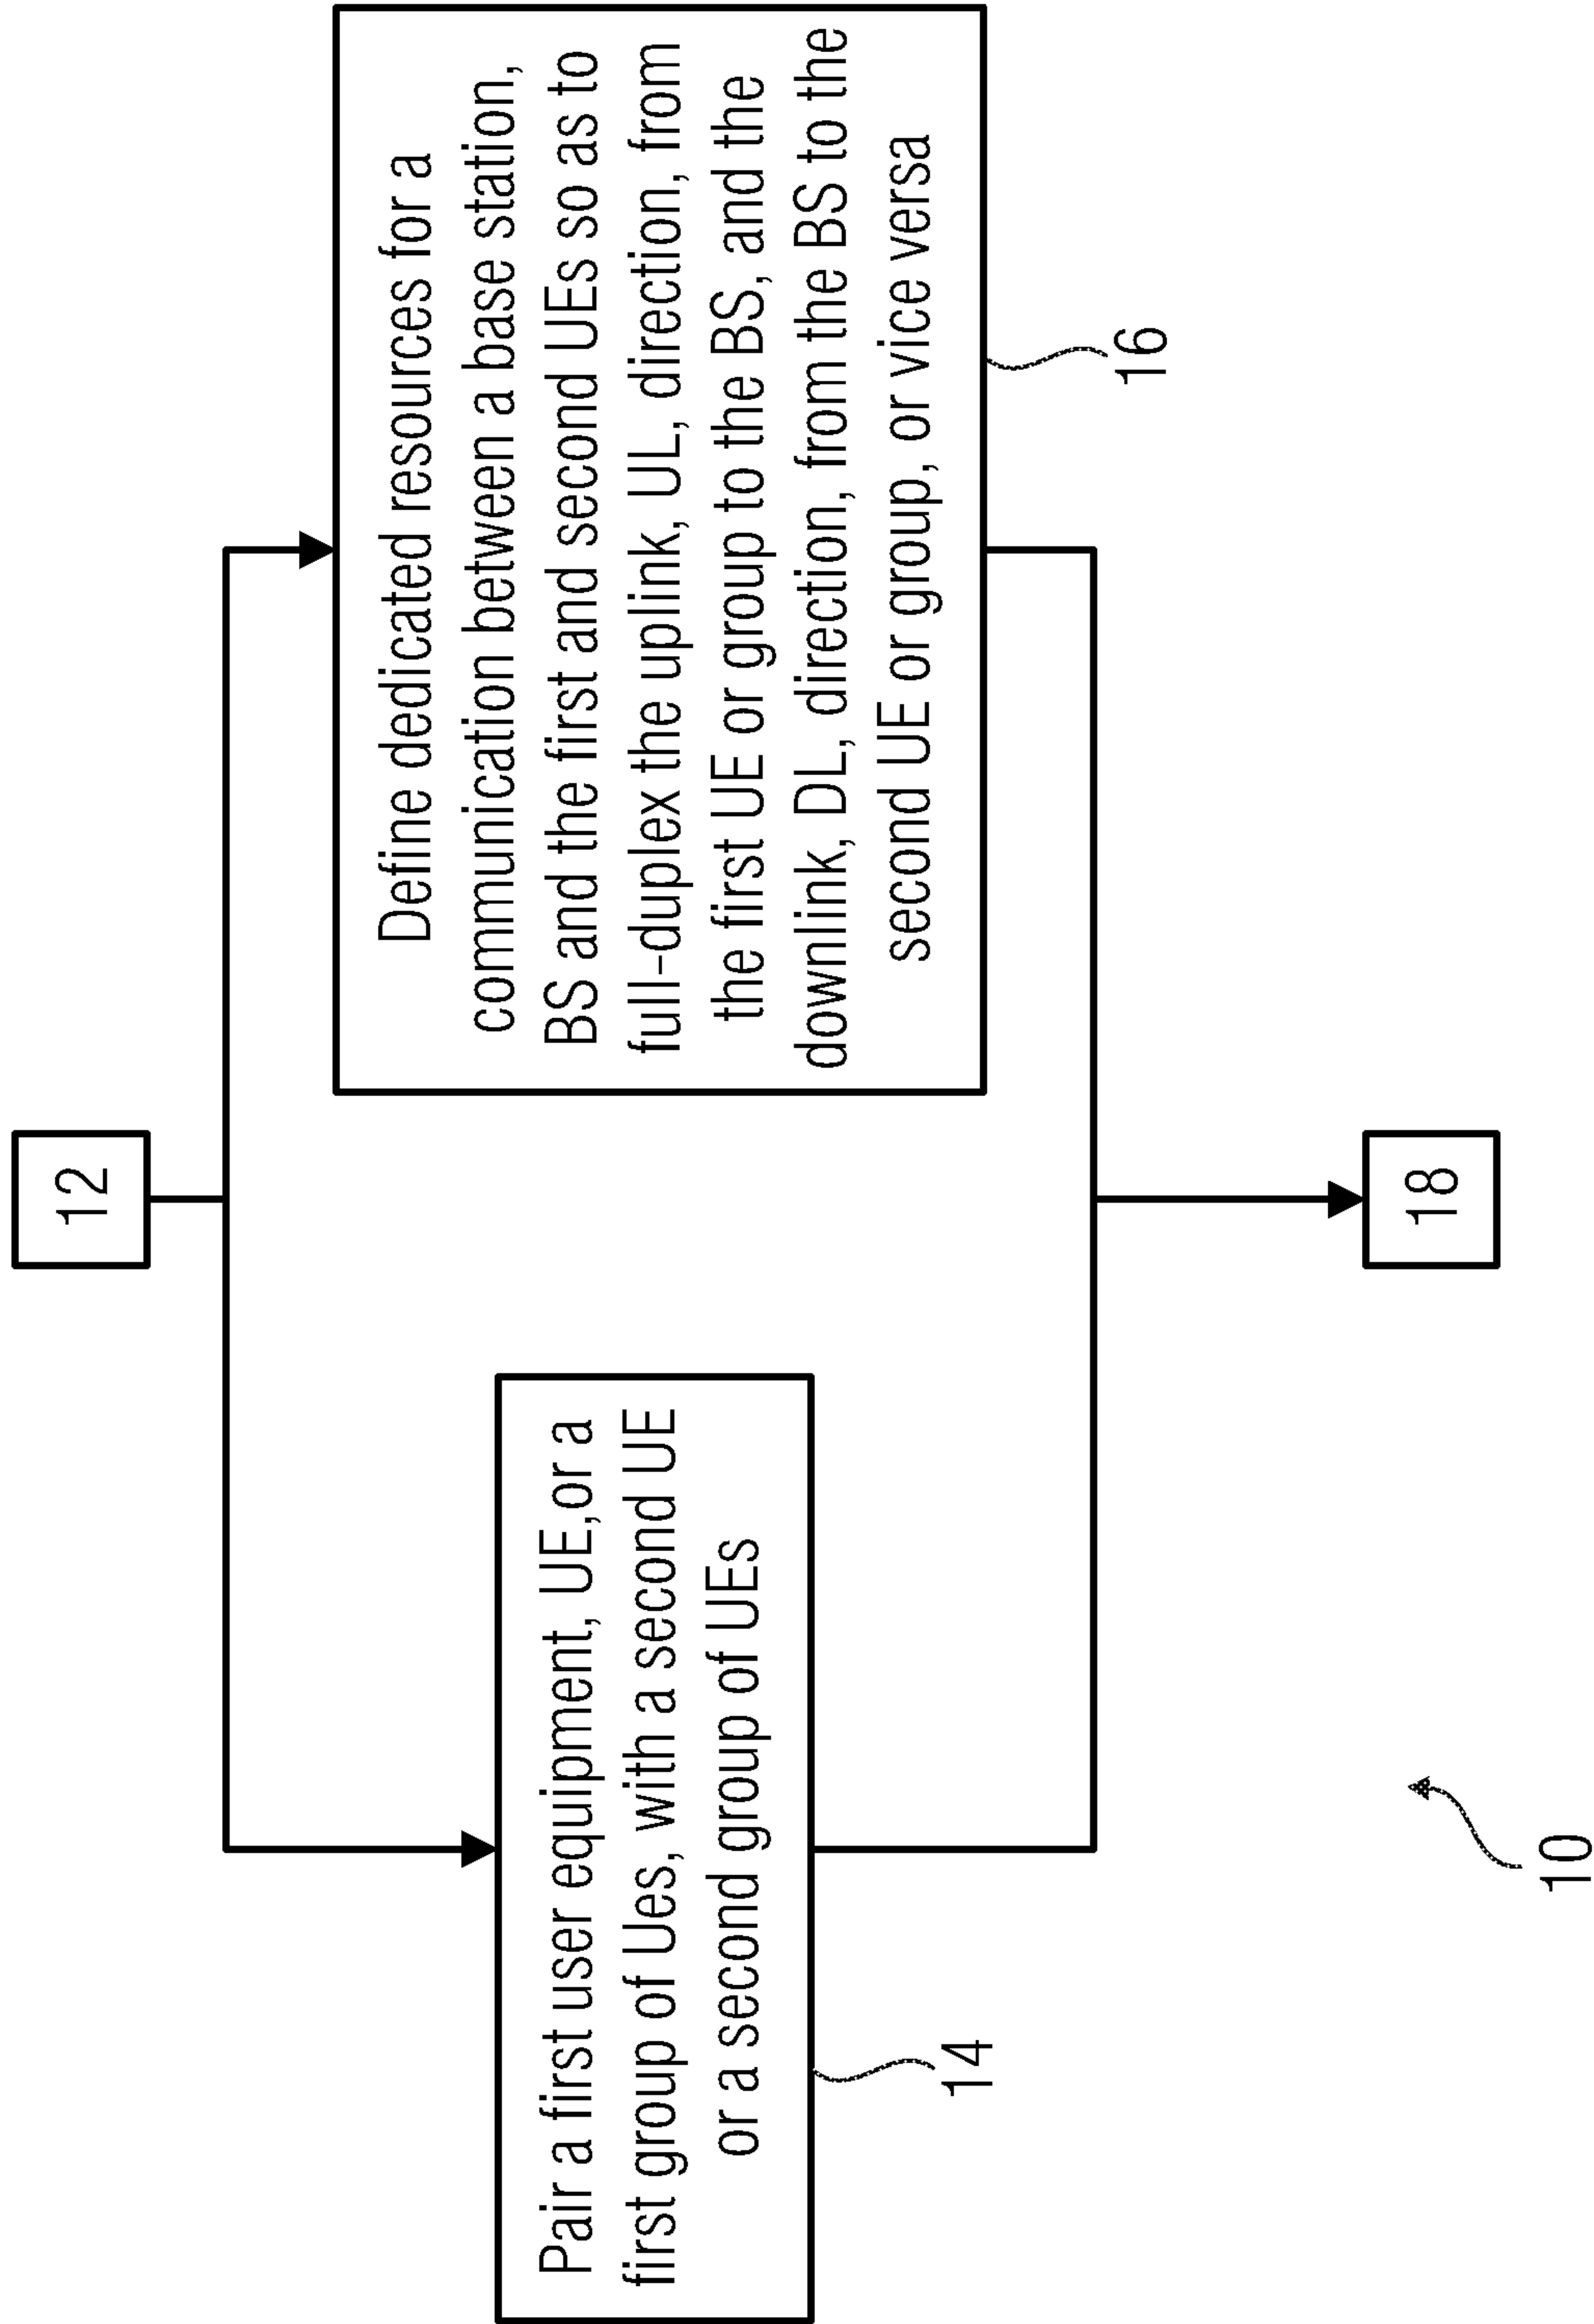 12
Pair a first user equipment, UE,or a
first group of Ues, with a second UE
or a second group of UEs
14
Define dedicated resources for a
communication between a base station,
BS and the first and second UEs so as to
full-duplex the uplink, UL, direction, from
the first UE or group to the BS, and the
downlink, DL, direction, from the BS to the
second UE or group, or vice versa
16
18
10